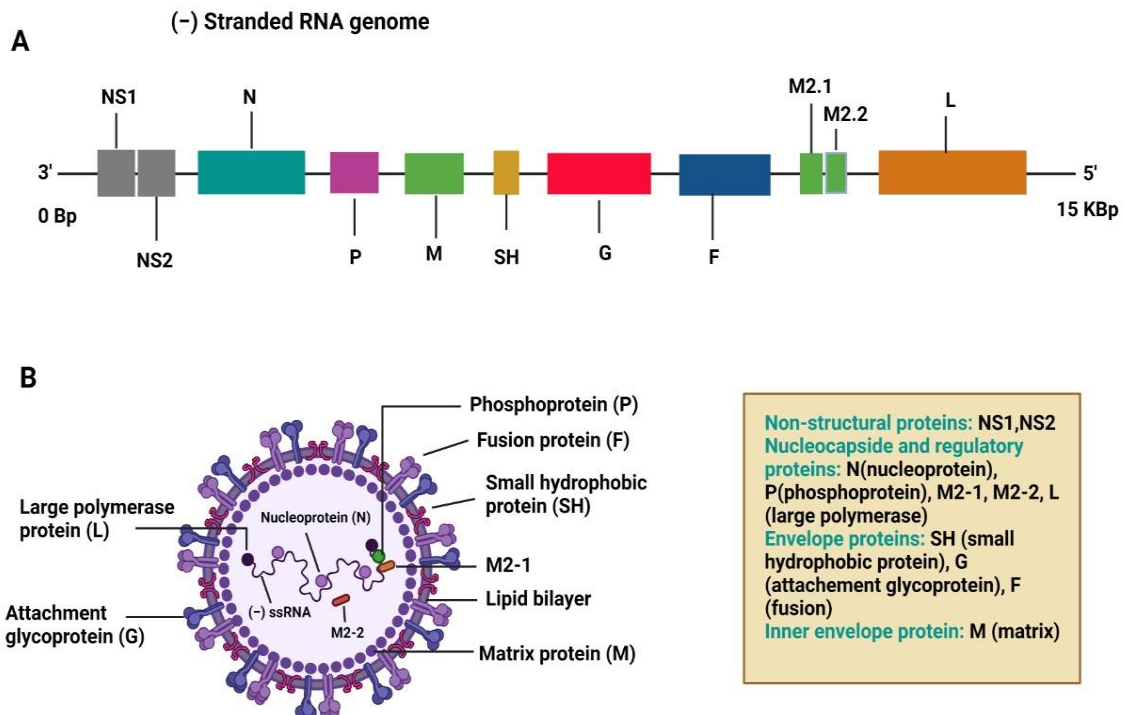 (−) Stranded RNA genome
A
NS1
N
M2.1
M2.2
L
3'
5'
0 Bp
15 KBp
NS2
P
M
SH
G
F
B
Phosphoprotein (P)
Fusion protein (F)
Small hydrophobic
protein (SH)
Large polymerase
protein (L)
Nucleoprotein (N)
M2-1
(−) ssRNA
M2-2
Lipid bilayer
Attachment
glycoprotein (G)
Matrix protein (M)
Non-structural proteins: NS1,NS2
Nucleocapside and regulatory
proteins: N(nucleoprotein),
P(phosphoprotein), M2-1, M2-2, L
(large polymerase)
Envelope proteins: SH (small
hydrophobic protein), G
(attachement glycoprotein), F
(fusion)
Inner envelope protein: M (matrix)